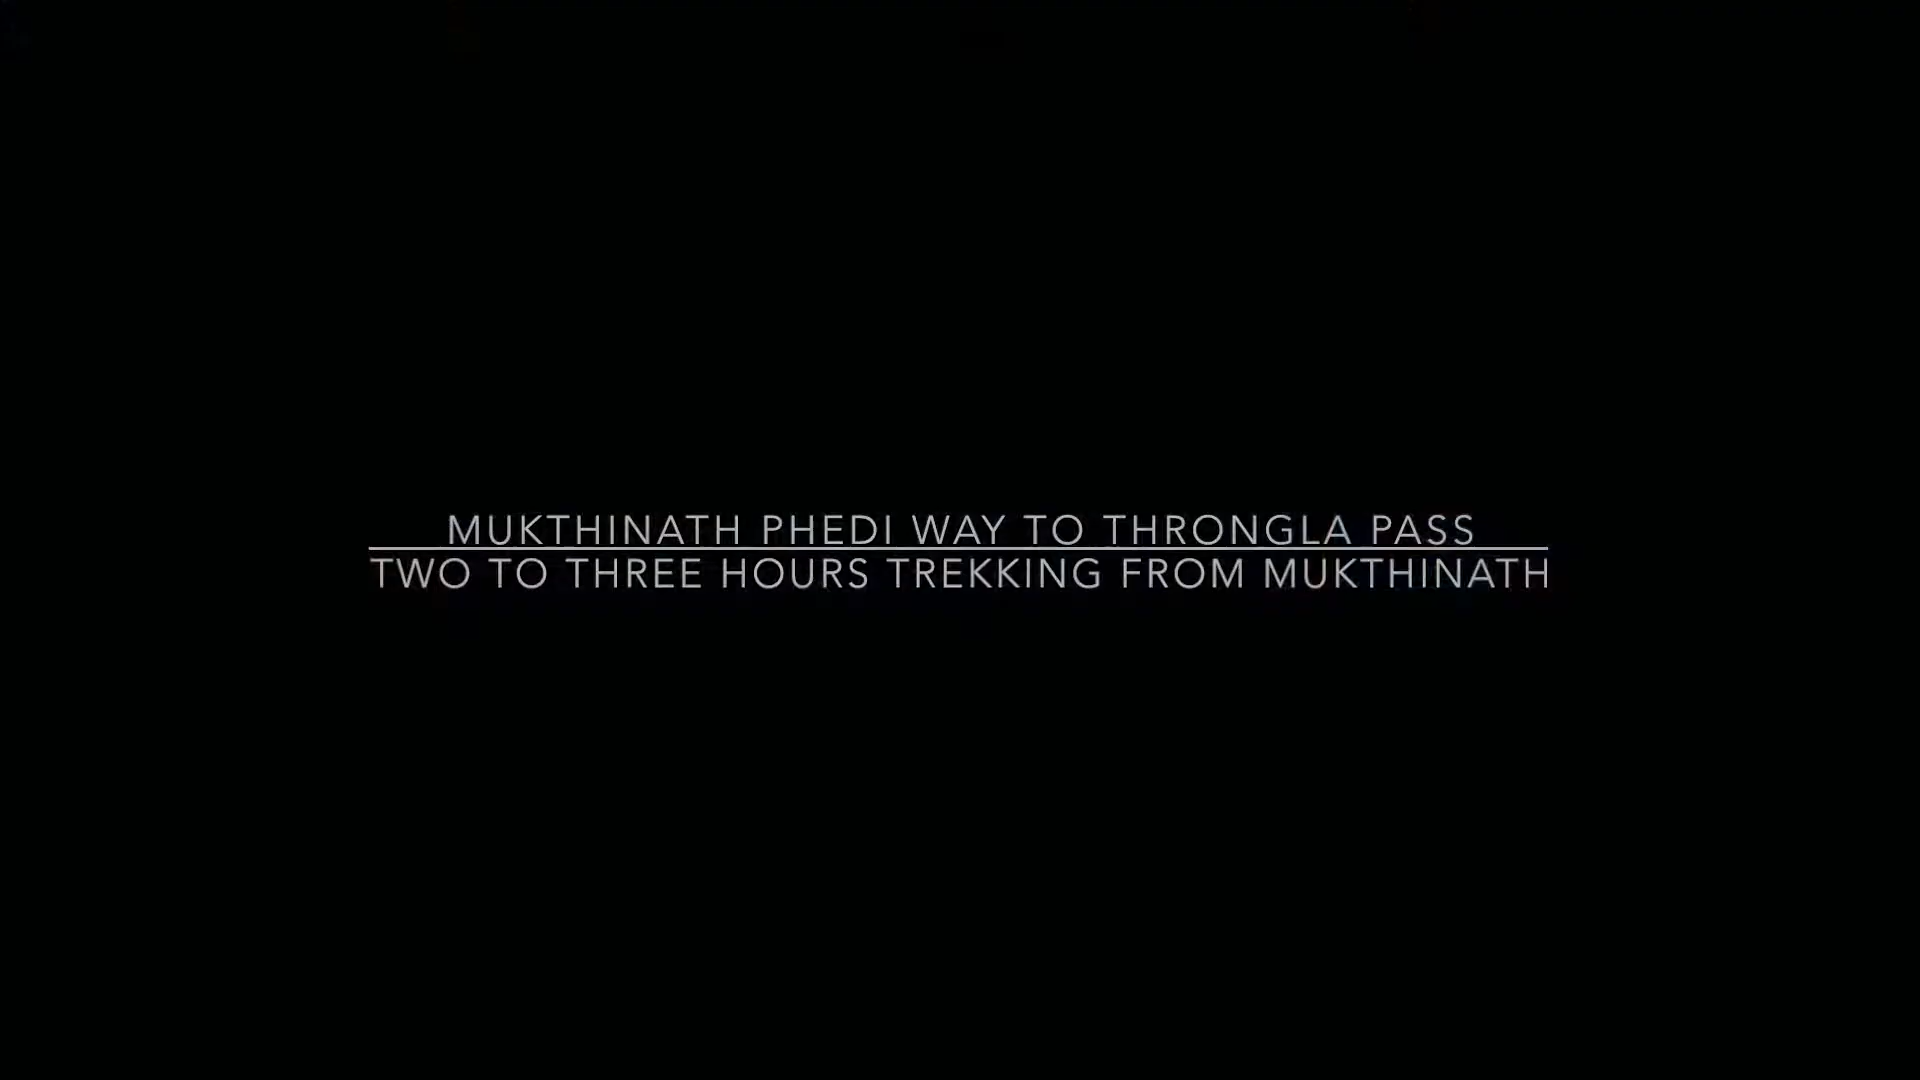 MUKTHINATH PHEDI WAY TO THRONGLA PASS
TWO TO THREE HOURS TREKKING FROM MUKTHINATH